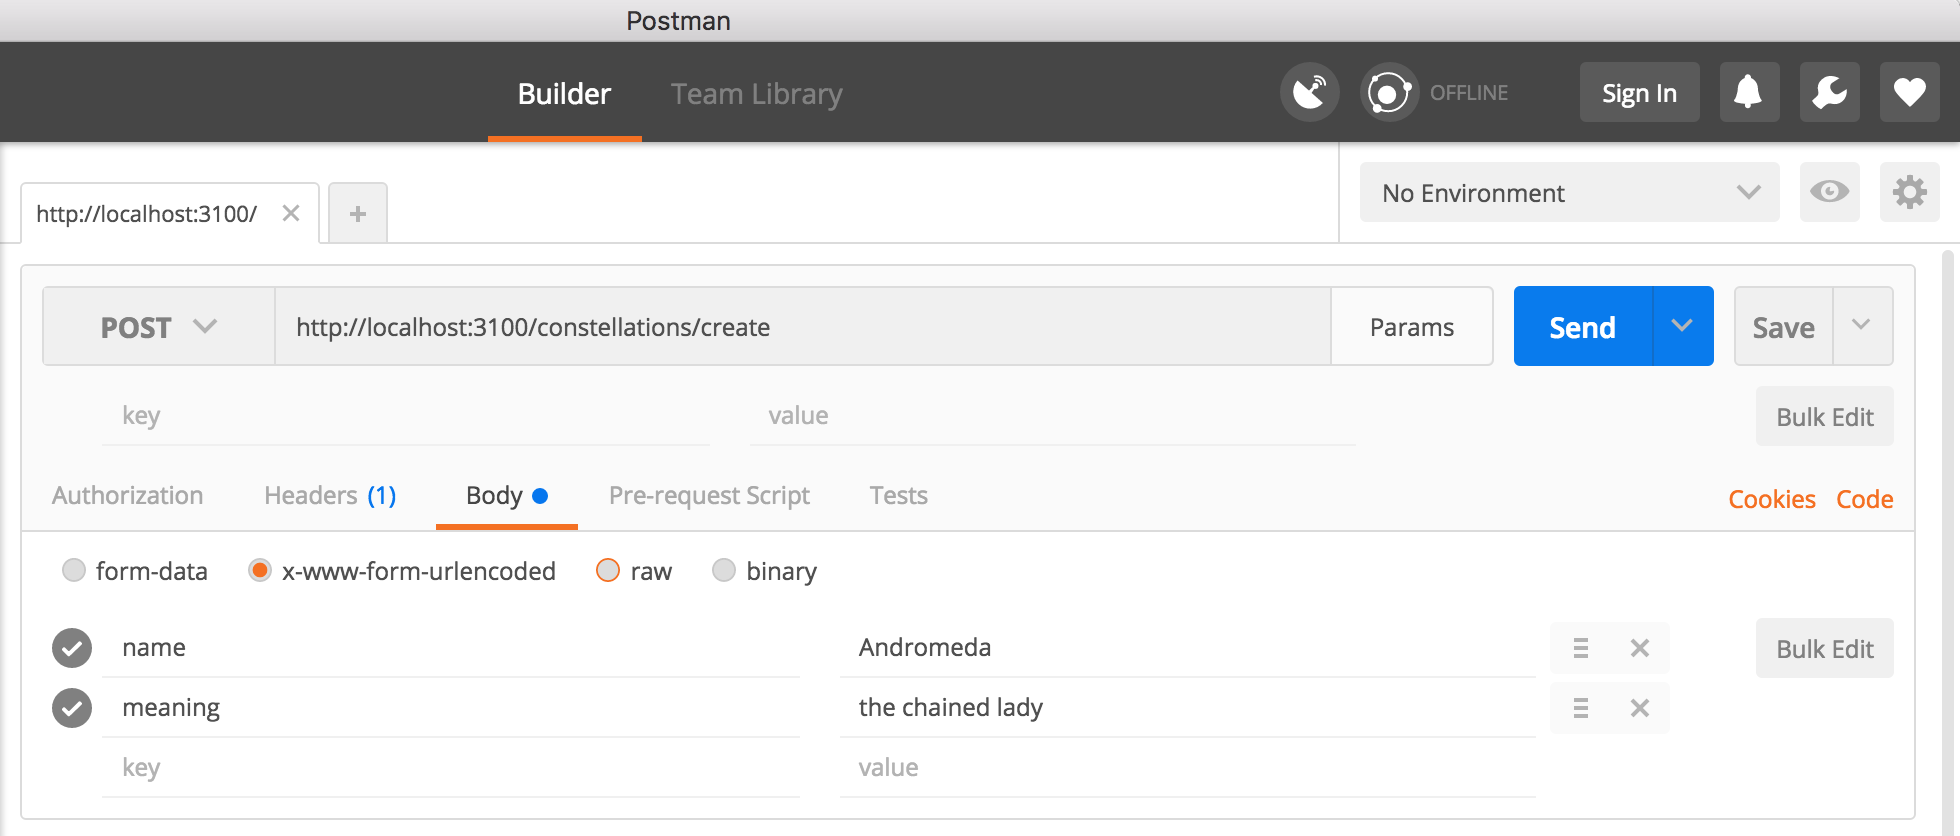 Postman
Builder Team Library OFFLINE Sign In
http://localhost:3100/ No Environment
POST http://localhost:3100/constellations/create Params Send Save
key value Bulk Edit
Authorization Headers (1) Body Pre-request Script Tests Cookies Code
form-data x-www-form-urlencoded raw binary
name Andromeda Bulk Edit
meaning the chained lady
key value